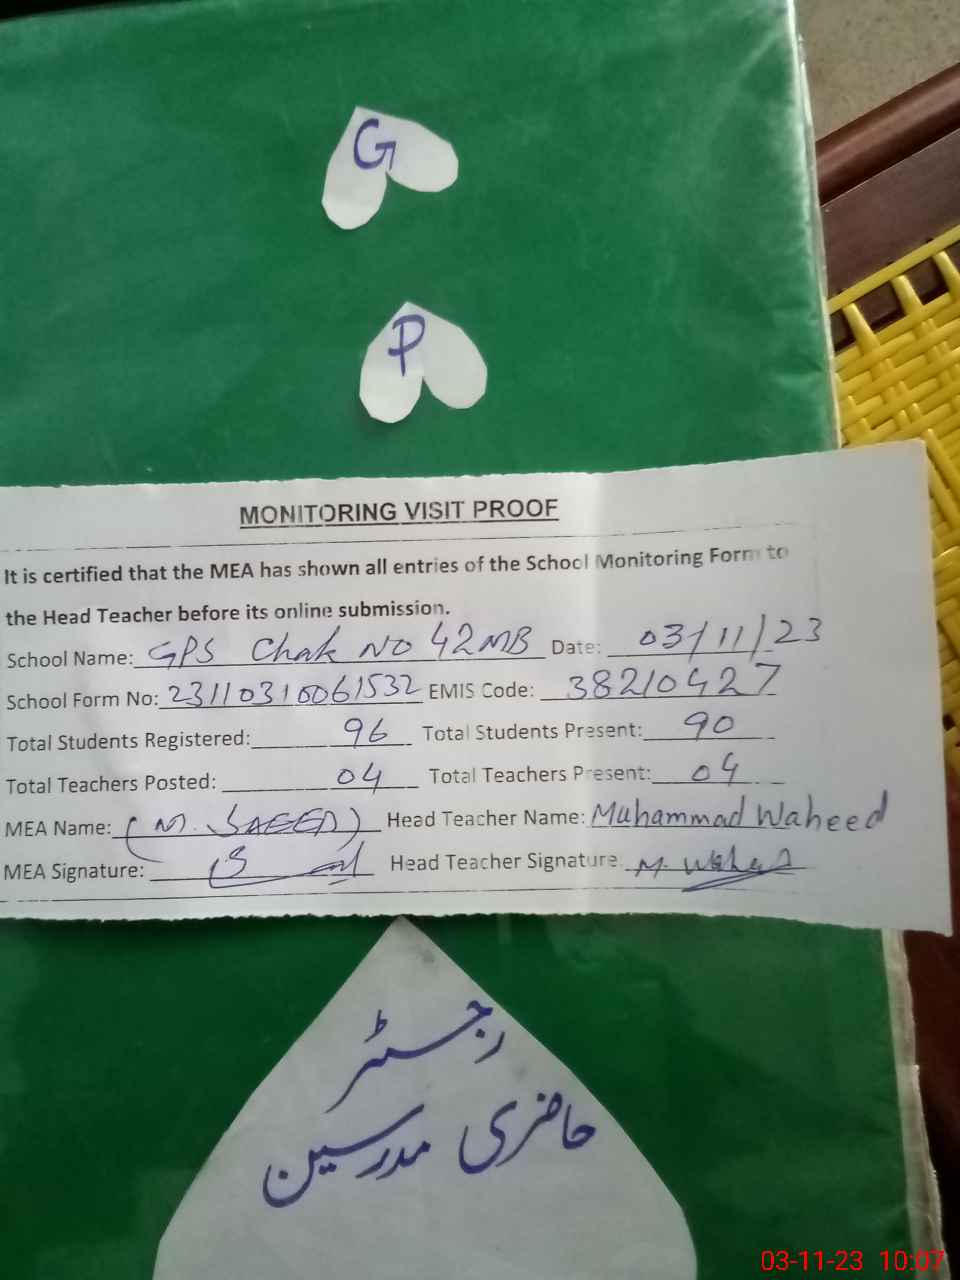 G
P
MONITORING VISIT PROOF
It is certified that the MEA has shown all entries of the School Monitoring Form to
the Head Teacher before its online submission.
School Name: GPS Chak NO 42MB Date: 03/11/23
School Form No: 23110310061532 EMIS Code: 38210427
Total Students Registered: 96 Total Students Present: 90
Total Teachers Posted: 04 Total Teachers Present: 04
MEA Name: (M. SAEED) Head Teacher Name: Muhammad Waheed
MEA Signature: Head Teacher Signature: M. Waheed
رجسٹر
حاضری مدرسین
03-11-23 10:07